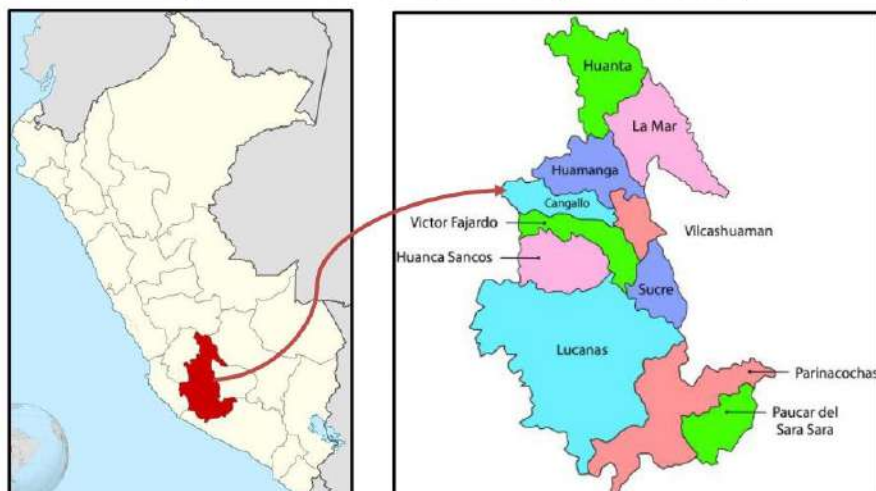 Huanta
La Mar
Huamanga
Cangallo
Victor Fajardo
Vilcashuaman
Huanca Sancos
Sucre
Lucanas
Parinacochas
Paucar del
Sara Sara